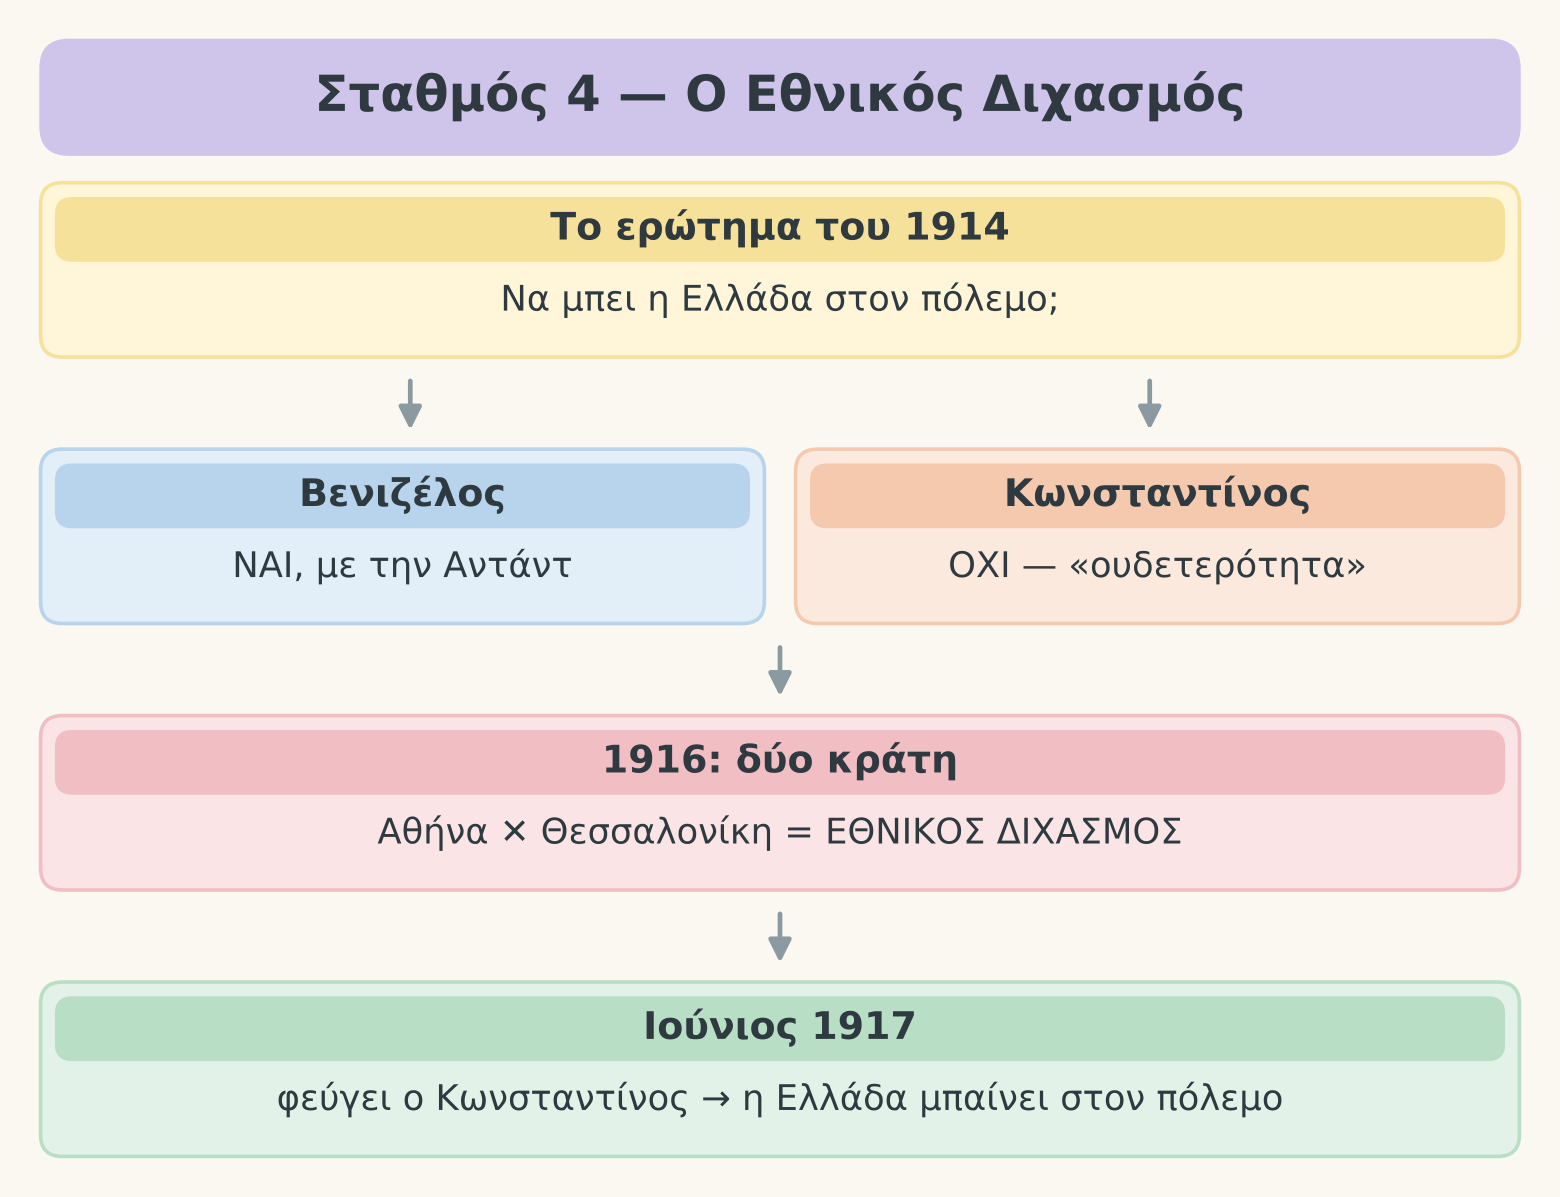 Σταθμός 4 — Ο Εθνικός Διχασμός
Το ερώτημα του 1914
Να μπει η Ελλάδα στον πόλεμο;
Βενιζέλος
ΝΑΙ, με την Αντάντ
Κωνσταντίνος
ΟΧΙ — «ουδετερότητα»
1916: δύο κράτη
Αθήνα ✕ Θεσσαλονίκη = ΕΘΝΙΚΟΣ ΔΙΧΑΣΜΟΣ
Ιούνιος 1917
φεύγει ο Κωνσταντίνος → η Ελλάδα μπαίνει στον πόλεμο